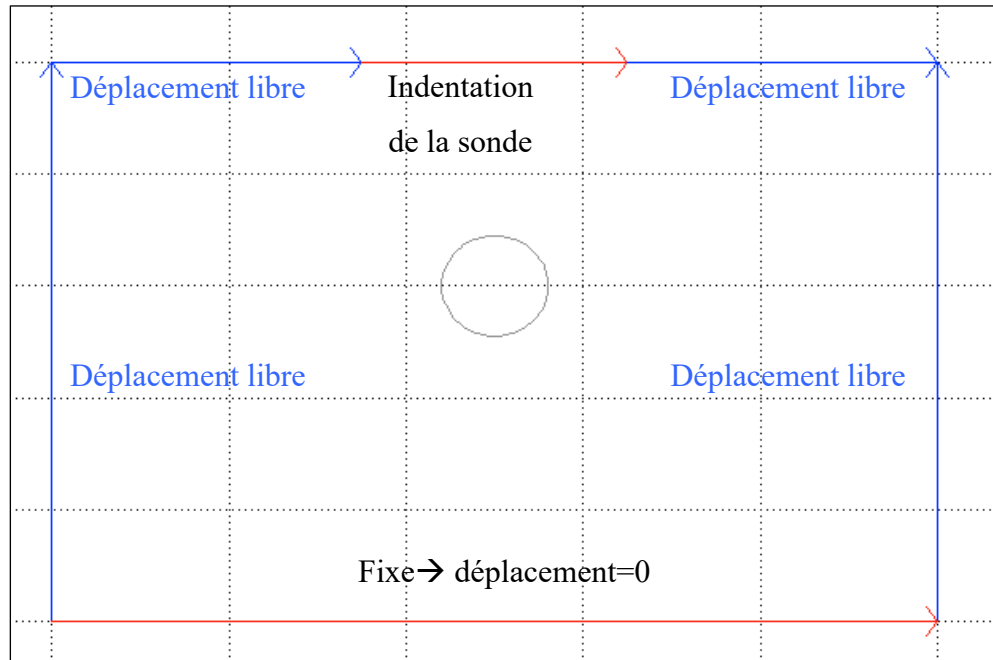 Déplacement libre
Indentation
de la sonde
Déplacement libre
Déplacement libre
Déplacement libre
Fixe→ déplacement=0